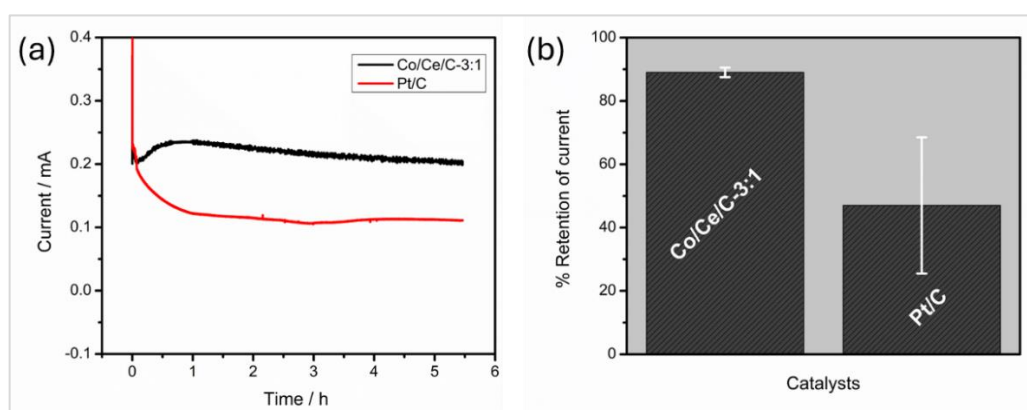 (a)
Current / mA
0.4
0.3
0.2
0.1
0.0
-0.1
Co/Ce/C-3:1
Pt/C
0 1 2 3 4 5 6
Time / h
(b)
% Retention of current
100
80
60
40
20
0
Co/Ce/C-3:1
Pt/C
Catalysts